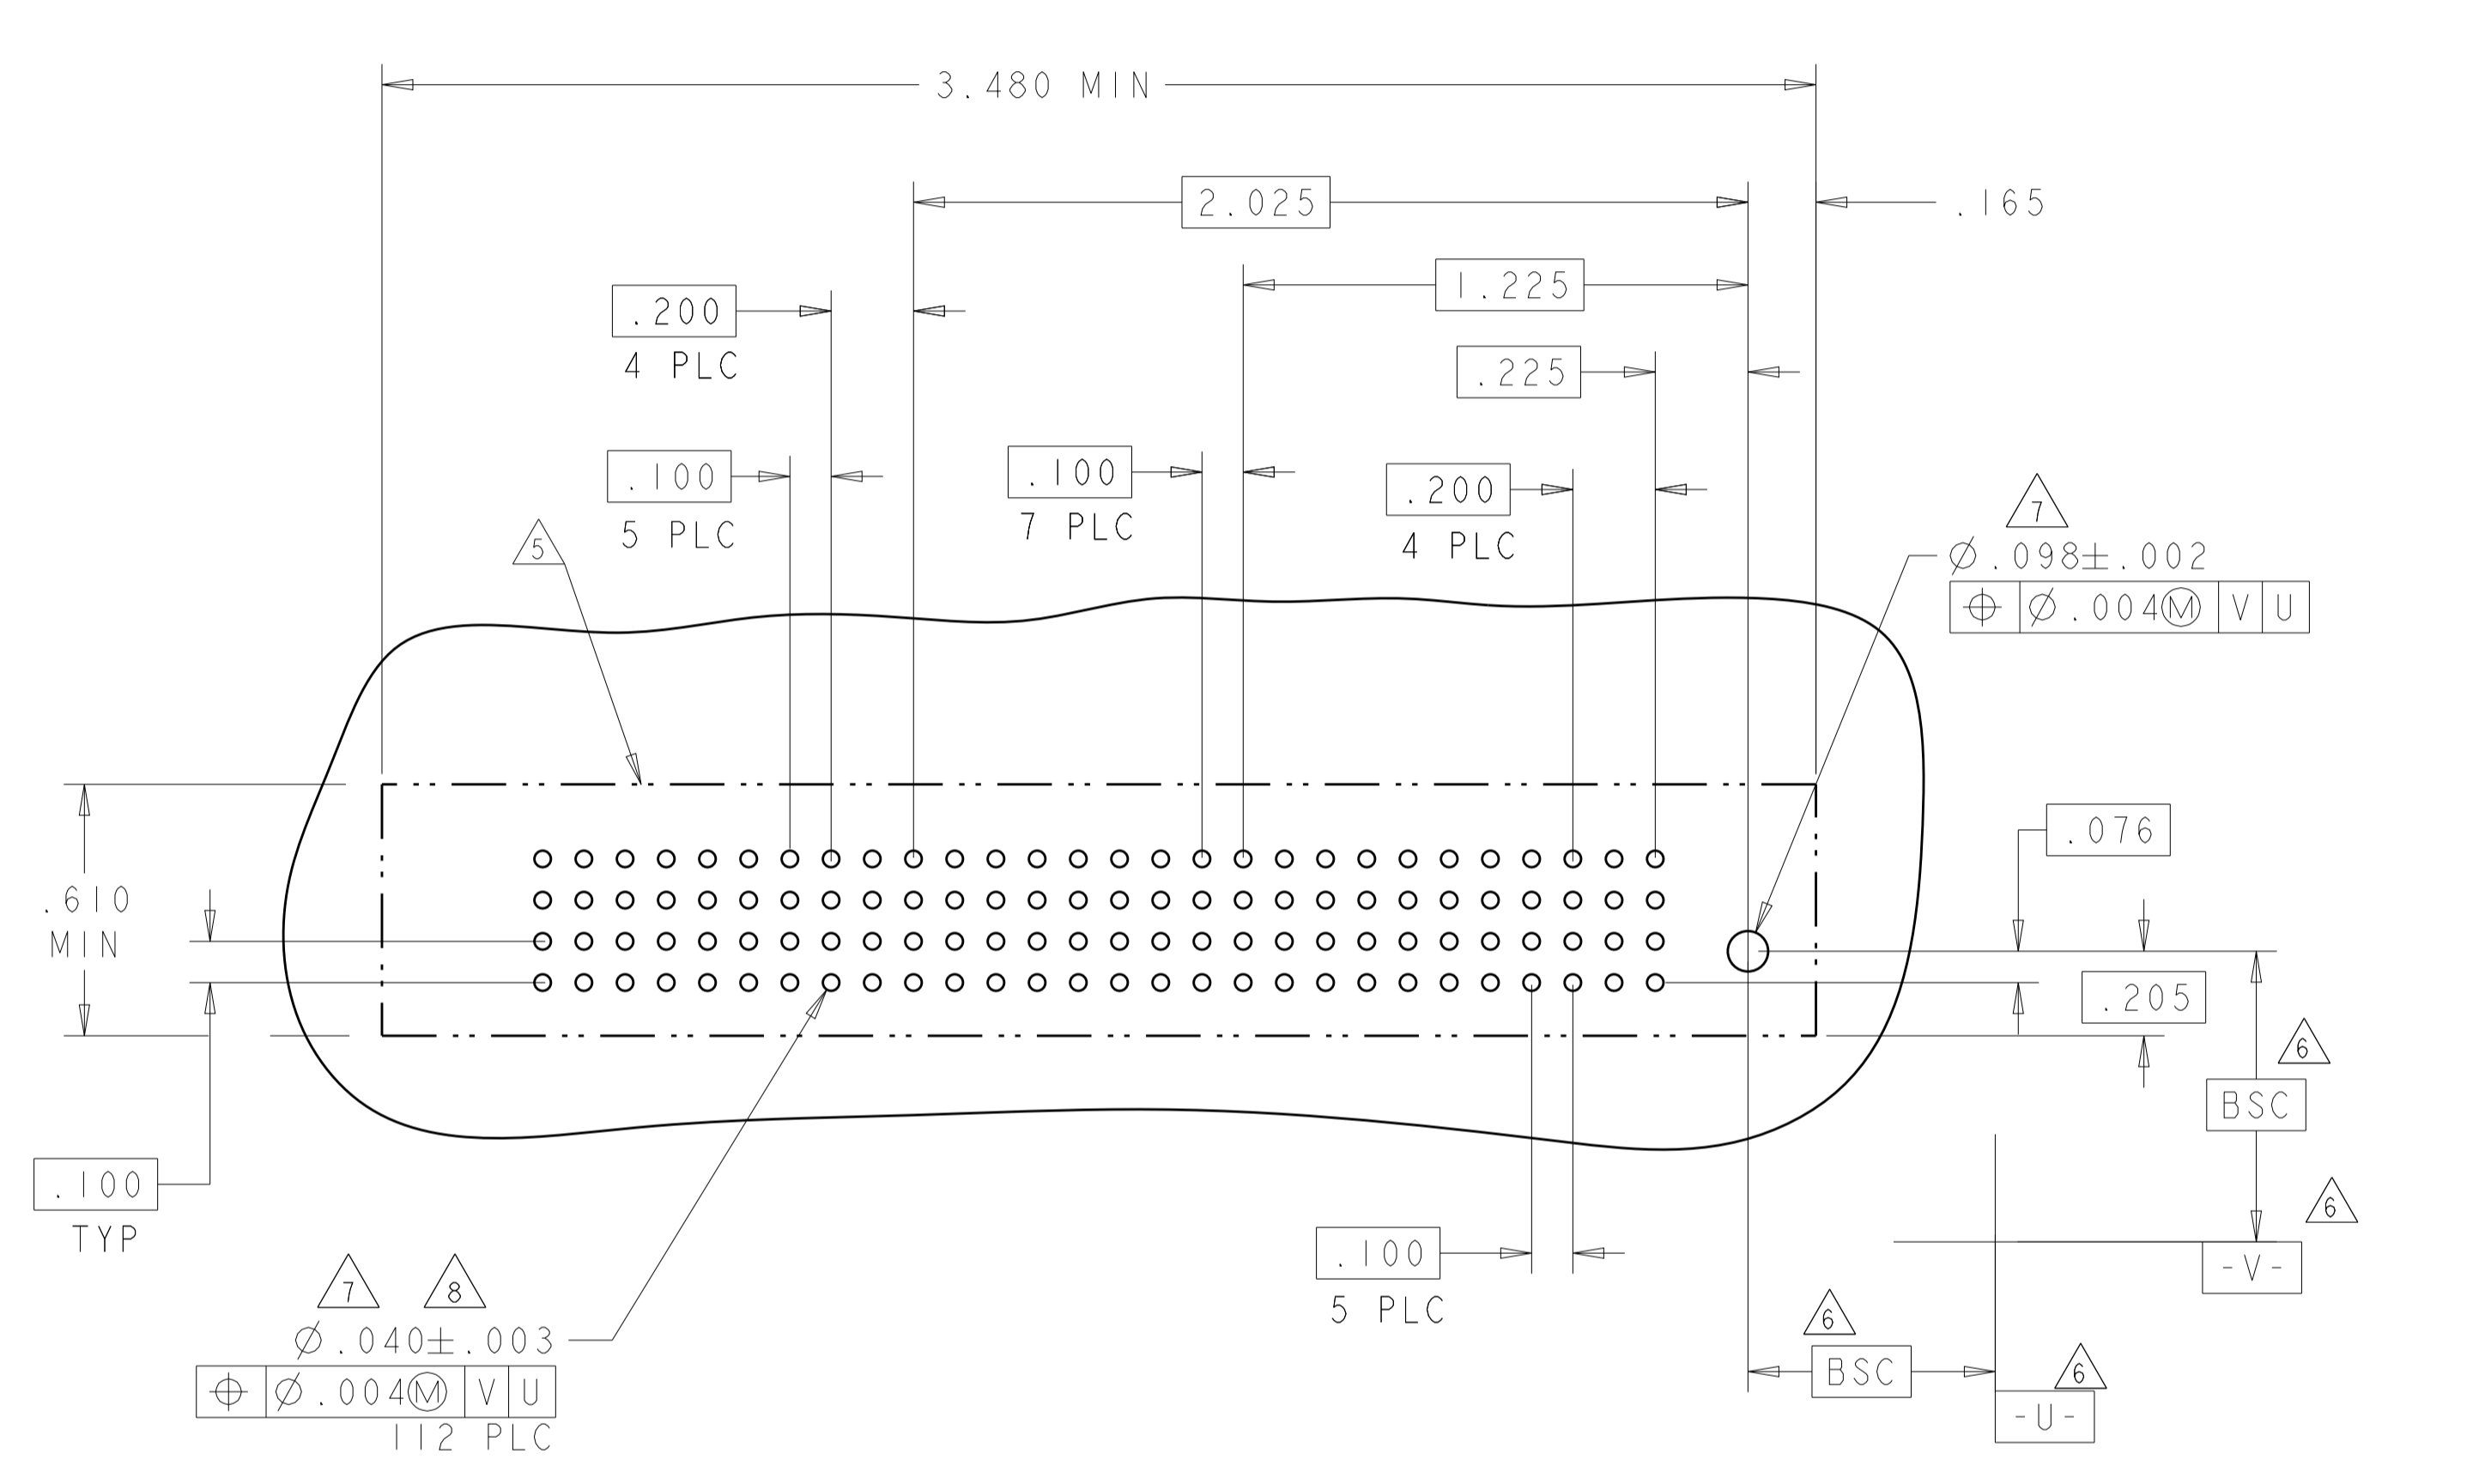 3.480 MIN
2.025
.165
1.225
.200
4 PLC
.225
.100
5 PLC
.100
7 PLC
.200
4 PLC
7
5
⌀.098±.002
⌖ ⌀.004Ⓜ V U
.076
.610
MIN
.205
6
BSC
.100
TYP
6
-V-
.100
5 PLC
7 8
⌀.040±.003
⌖ ⌀.004Ⓜ V U
112 PLC
6
BSC
6
-U-